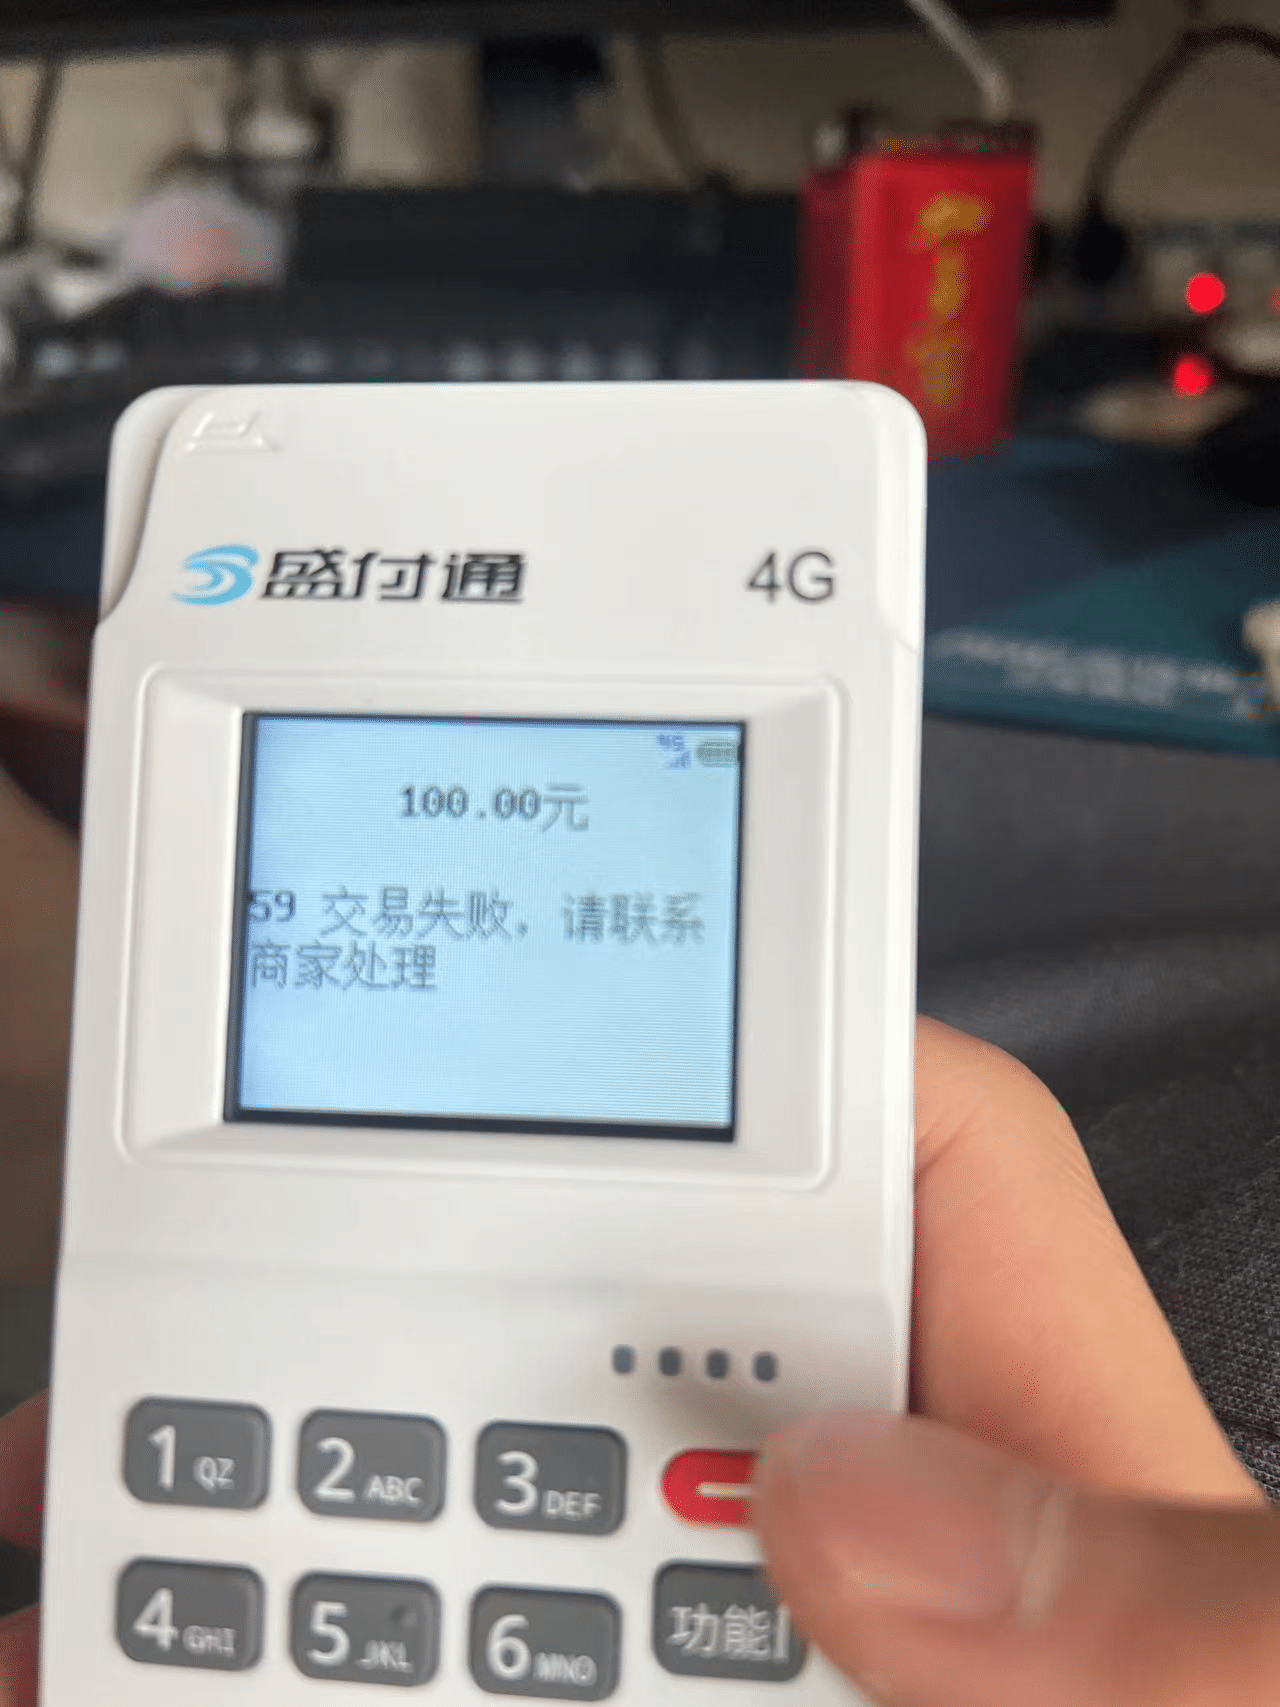 盛付通 4G
4G
100.00元
59 交易失败，请联系
商家处理
1 QZ 2 ABC 3 DEF
4 GHI 5 JKL 6 MNO 功能